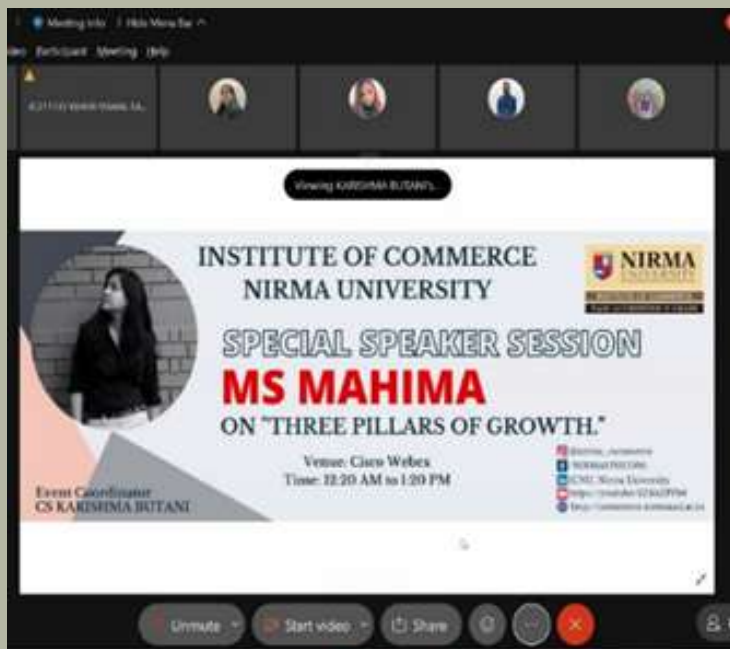 Meeting Info Hide Menu Bar
Participant Meeting Help
Viewing KARISHMA BUTANI's...
INSTITUTE OF COMMERCE
NIRMA UNIVERSITY
NIRMA
UNIVERSITY
SPECIAL SPEAKER SESSION
MS MAHIMA
ON "THREE PILLARS OF GROWTH."
Venue: Cisco Webex
Time: 12:20 AM to 1:20 PM
Nirma University
Event Coordinator
CS KARISHMA BUTANI
Unmute
Start video
Share